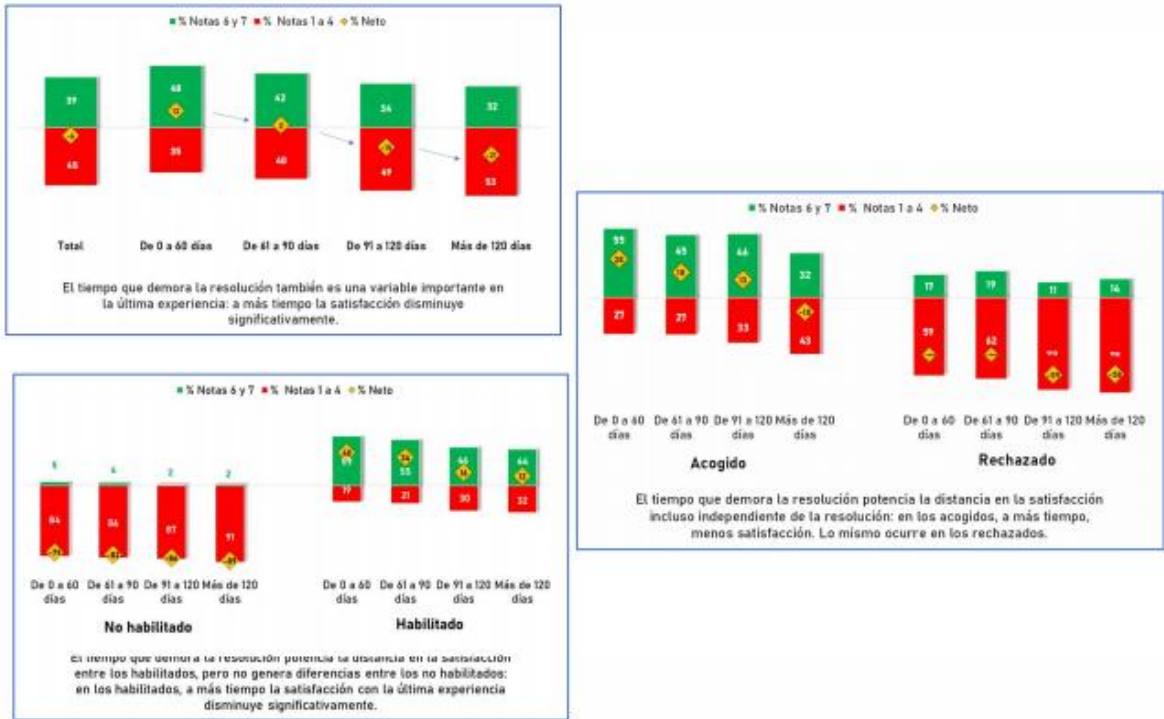 % Notas 6 y 7 % Notas 1 a 4 % Neto
39 48 42 34 32
45 35 40 49 53
Total De 0 a 60 días De 61 a 90 días De 91 a 120 días Más de 120 días
El tiempo que demora la resolución también es una variable importante en
la última experiencia: a más tiempo la satisfacción disminuye
significativamente.
% Notas 6 y 7 % Notas 1 a 4 % Neto
55 45 46 32 17 19 11 14
27 27 33 43 59 62
De 0 a 60 días De 61 a 90 días De 91 a 120 días Más de 120 días De 0 a 60 días De 61 a 90 días De 91 a 120 días Más de 120 días
Acogido Rechazado
El tiempo que demora la resolución potencia la distancia en la satisfacción
incluso independiente de la resolución: en los acogidos, a más tiempo,
menos satisfacción. Lo mismo ocurre en los rechazados.
% Notas 6 y 7 % Notas 1 a 4 % Neto
2 2 55 46 44
84 86 87 91 19 21 30 32
De 0 a 60 días De 61 a 90 días De 91 a 120 días Más de 120 días De 0 a 60 días De 61 a 90 días De 91 a 120 días Más de 120 días
No habilitado Habilitado
El tiempo que demora la resolución potencia la distancia en la satisfacción
entre los habilitados, pero no genera diferencias entre los no habilitados:
en los habilitados, a más tiempo la satisfacción con la última experiencia
disminuye significativamente.